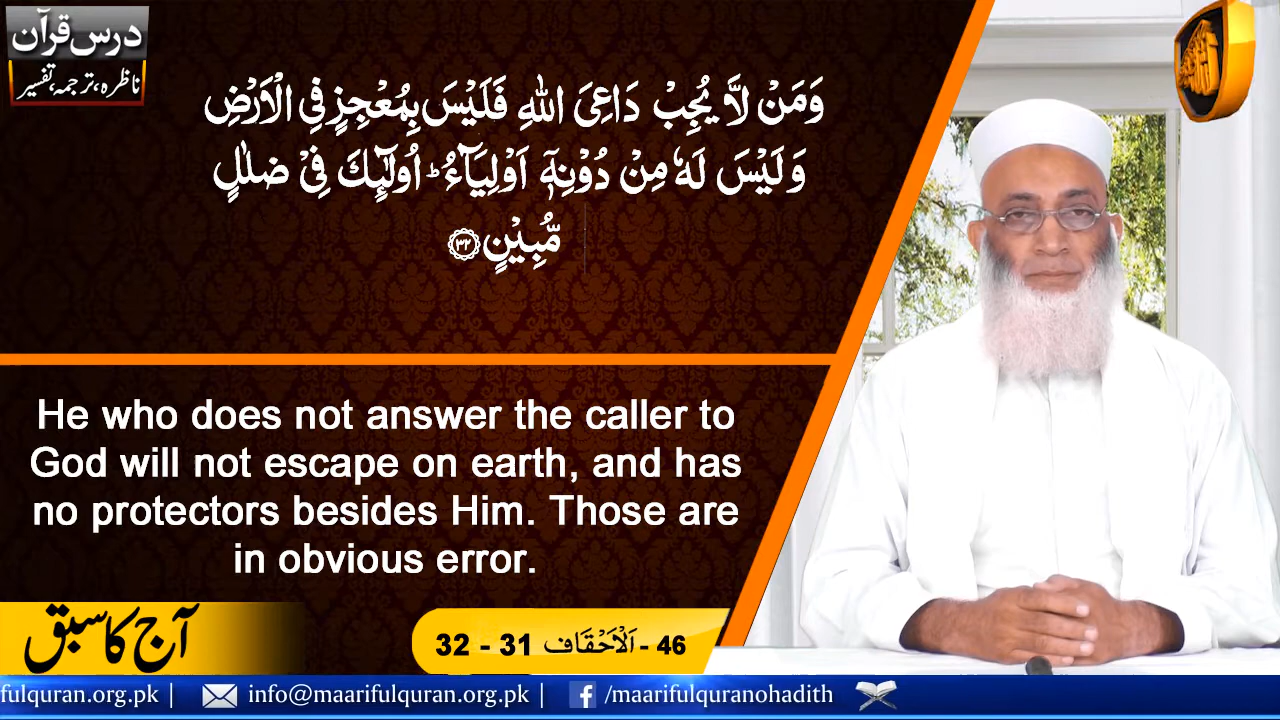 درس قرآن
ناظرہ، ترجمہ، تفسیر
وَمَنْ لَّا يُجِبْ دَاعِيَ اللّٰهِ فَلَيْسَ بِمُعْجِزٍ فِي الْاَرْضِ
وَلَيْسَ لَهٗ مِنْ دُوْنِهٖٓ اَوْلِيَآءُ ؕ اُولٰٓئِكَ فِيْ ضَلٰلٍ
مُّبِيْنٍ ۳۲
He who does not answer the caller to
God will not escape on earth, and has
no protectors besides Him. Those are
in obvious error.
آج کا سبق
46 - اَلْاَحْقَاف 31 - 32
fulquran.org.pk | info@maarifulquran.org.pk | /maarifulquranohadith